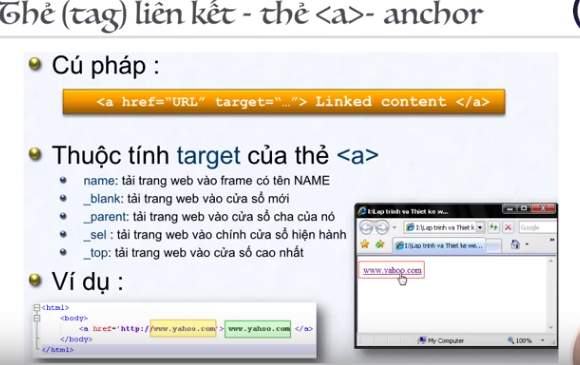 Thẻ (tag) liên kết - thẻ <a>- anchor
Cú pháp :
<a href="URL" target="…"> Linked content </a>
Thuộc tính target của thẻ <a>
name: tải trang web vào frame có tên NAME
_blank: tải trang web vào cửa sổ mới
_parent: tải trang web vào cửa sổ cha của nó
_sel : tải trang web vào chính cửa sổ hiện hành
_top: tải trang web vào cửa sổ cao nhất
Ví dụ :
<html>
<body>
<a href='http://www.yahoo.com'> www.yahoo.com </a>
</body>
</html>
I:\Lap trinh va Thiet ke w...
I:\Lap trinh va Thiet k
Google
I:\Lap trinh va Thiet ke we...
www.yahoo.com
My Computer
100%